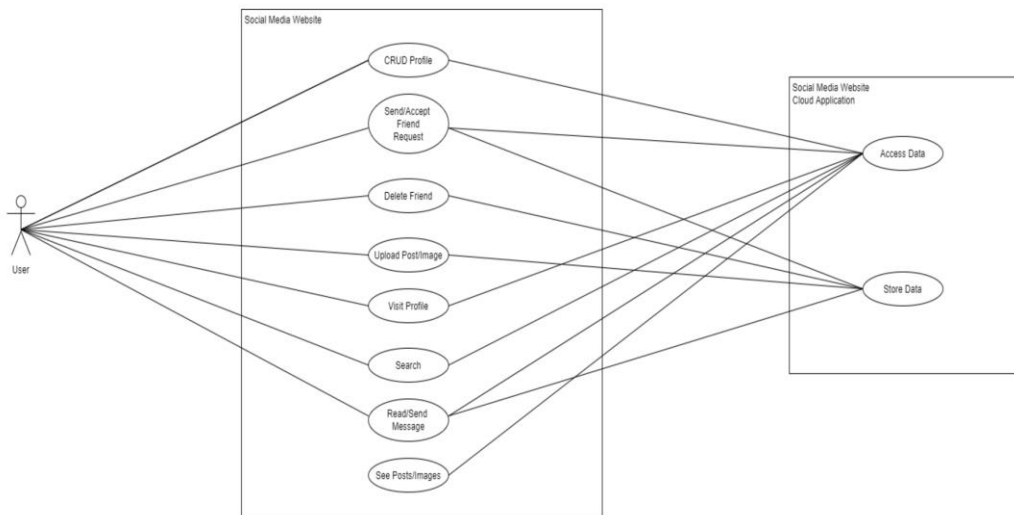 Social Media Website
CRUD Profile
Send/Accept
Friend
Request
Delete Friend
Upload Post/Image
Visit Profile
Search
Read/Send
Message
See Posts/Images
User
Social Media Website
Cloud Application
Access Data
Store Data